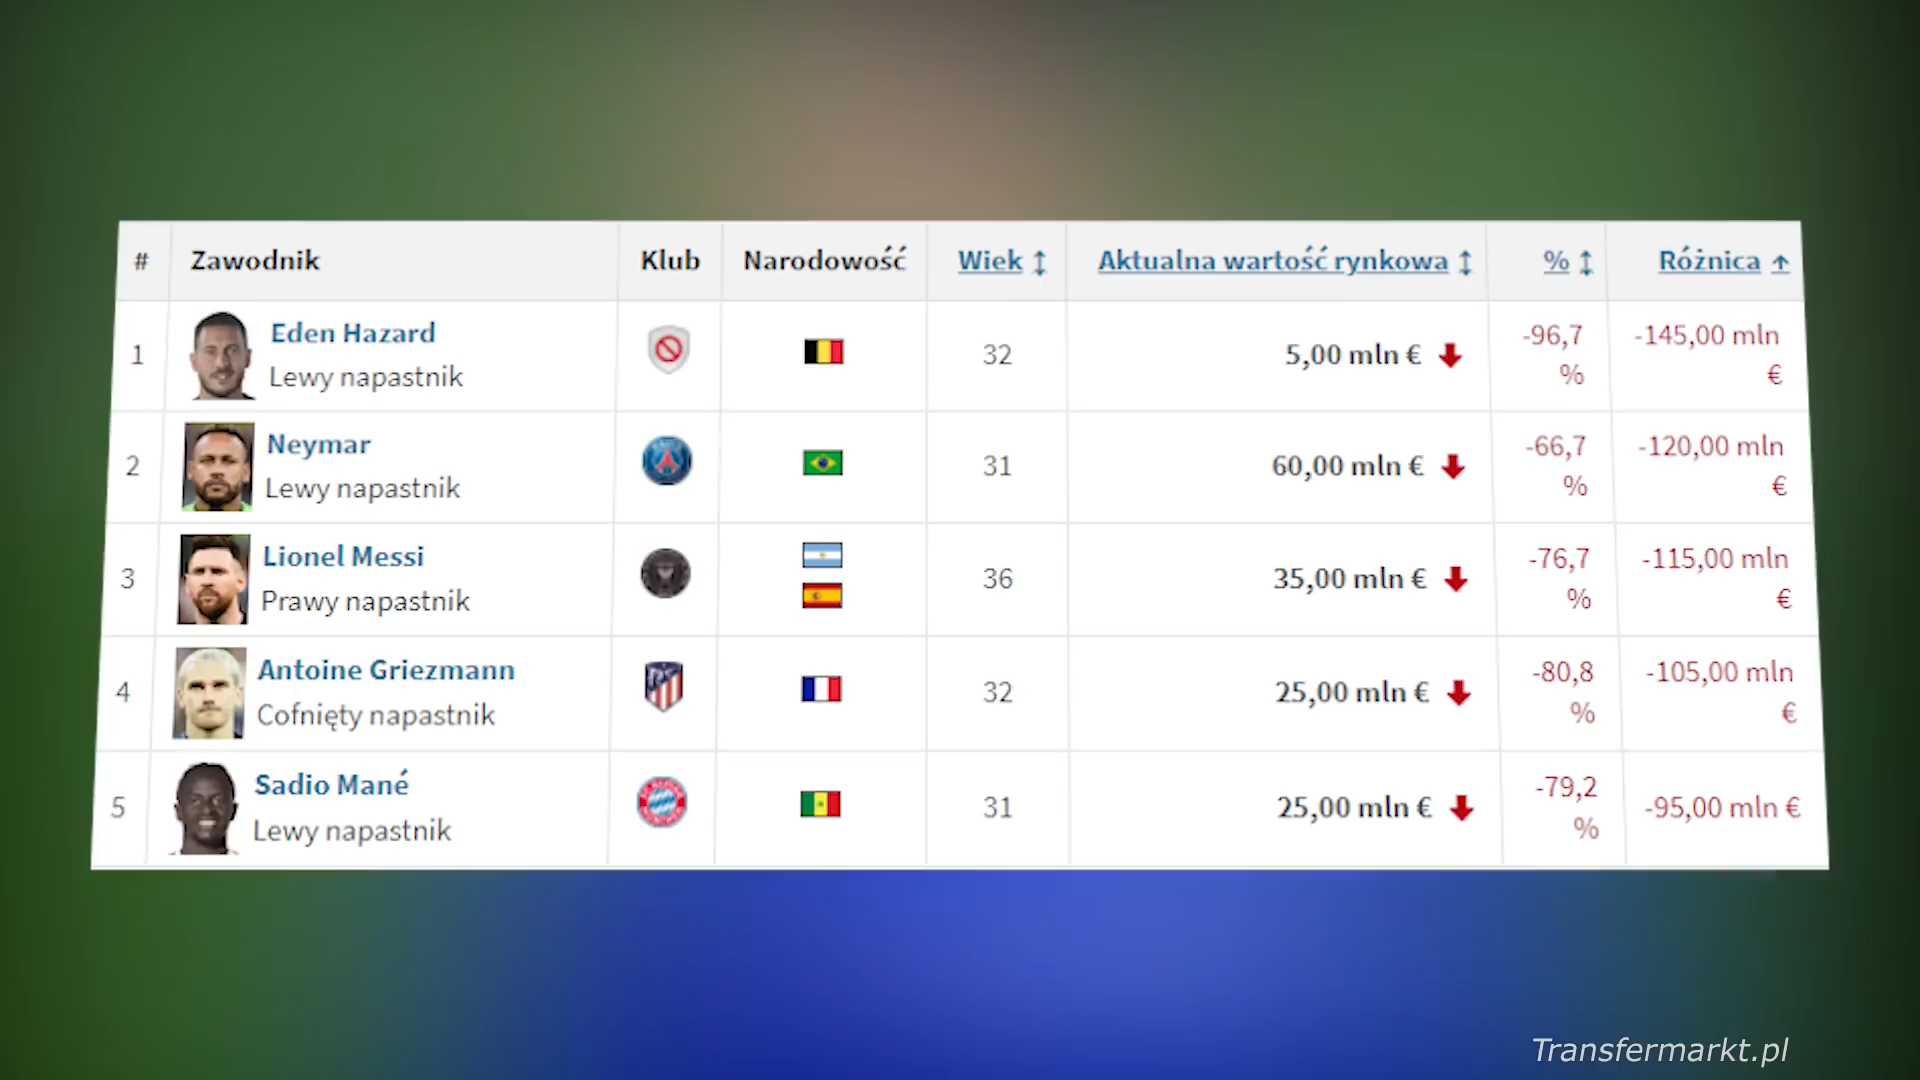 # Zawodnik Klub Narodowość Wiek ↕ Aktualna wartość rynkowa ↕ % ↕ Różnica ↑
1 Eden Hazard 32 5,00 mln € -96,7 % -145,00 mln €
Lewy napastnik
2 Neymar 31 60,00 mln € -66,7 % -120,00 mln €
Lewy napastnik
3 Lionel Messi 36 35,00 mln € -76,7 % -115,00 mln €
Prawy napastnik
4 Antoine Griezmann 32 25,00 mln € -80,8 % -105,00 mln €
Cofnięty napastnik
5 Sadio Mané 31 25,00 mln € -79,2 % -95,00 mln €
Lewy napastnik
Transfermarkt.pl